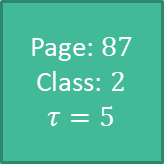 Page: 87
Class: 2
τ = 5